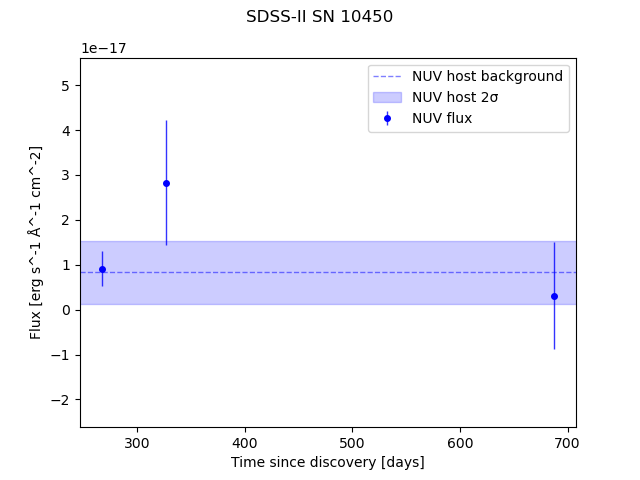 SDSS-II SN 10450
1e−17
NUV host background
NUV host 2σ
NUV flux
5
4
3
2
1
0
−1
−2
Flux [erg s^-1 Å^-1 cm^-2]
300
400
500
600
700
Time since discovery [days]